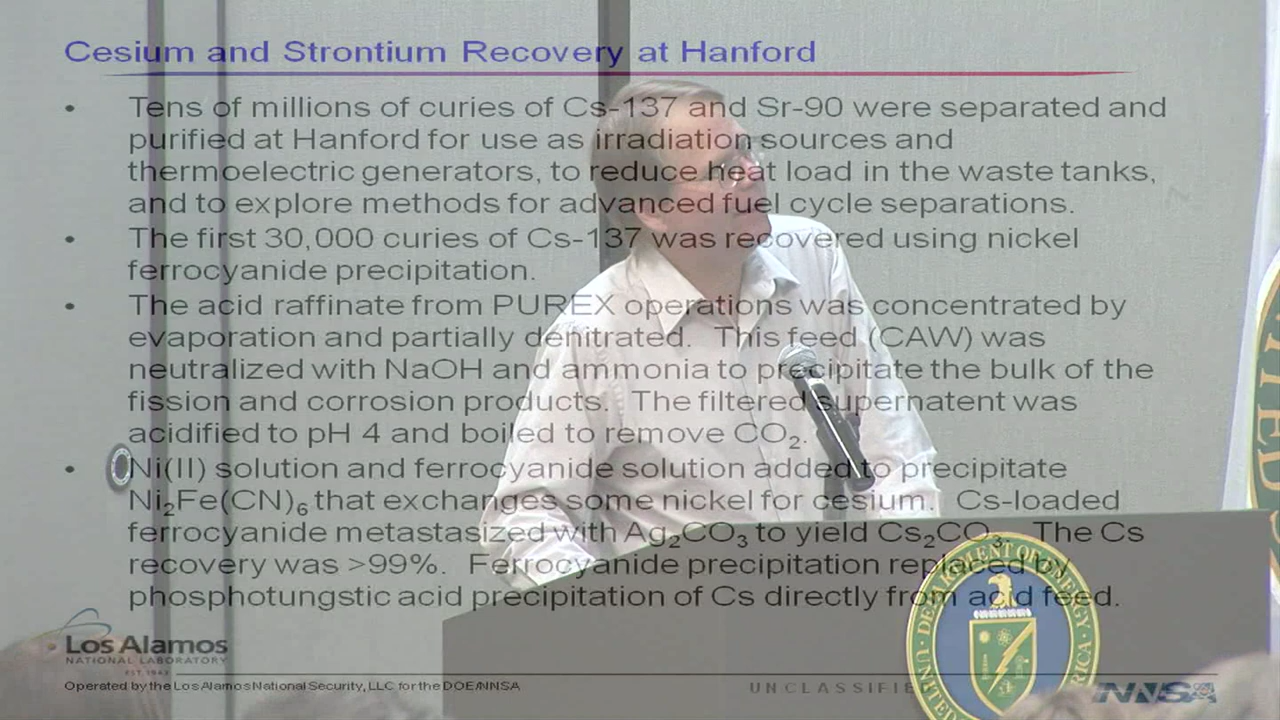 Cesium and Strontium Recovery at Hanford
• Tens of millions of curies of Cs-137 and Sr-90 were separated and
purified at Hanford for use as irradiation sources and
thermoelectric generators, to reduce heat load in the waste tanks,
and to explore methods for advanced fuel cycle separations.
• The first 30,000 curies of Cs-137 was recovered using nickel
ferrocyanide precipitation.
• The acid raffinate from PUREX operations was concentrated by
evaporation and partially denitrated. This feed (CAW) was
neutralized with NaOH and ammonia to precipitate the bulk of the
fission and corrosion products. The filtered supernatent was
acidified to pH 4 and boiled to remove CO₂.
• Ni(II) solution and ferrocyanide solution added to precipitate
Ni₂Fe(CN)₆ that exchanges some nickel for cesium. Cs-loaded
ferrocyanide metastasized with Ag₂CO₃ to yield Cs₂CO₃. The Cs
recovery was >99%. Ferrocyanide precipitation replaced by
phosphotungstic acid precipitation of Cs directly from acid feed.
DEPARTMENT OF ENERGY
UNITED
ERICA
Los Alamos
NATIONAL LABORATORY
EST. 1943
Operated by the Los Alamos National Security, LLC for the DOE/NNSA
UNCLASSIFIE
NNSA